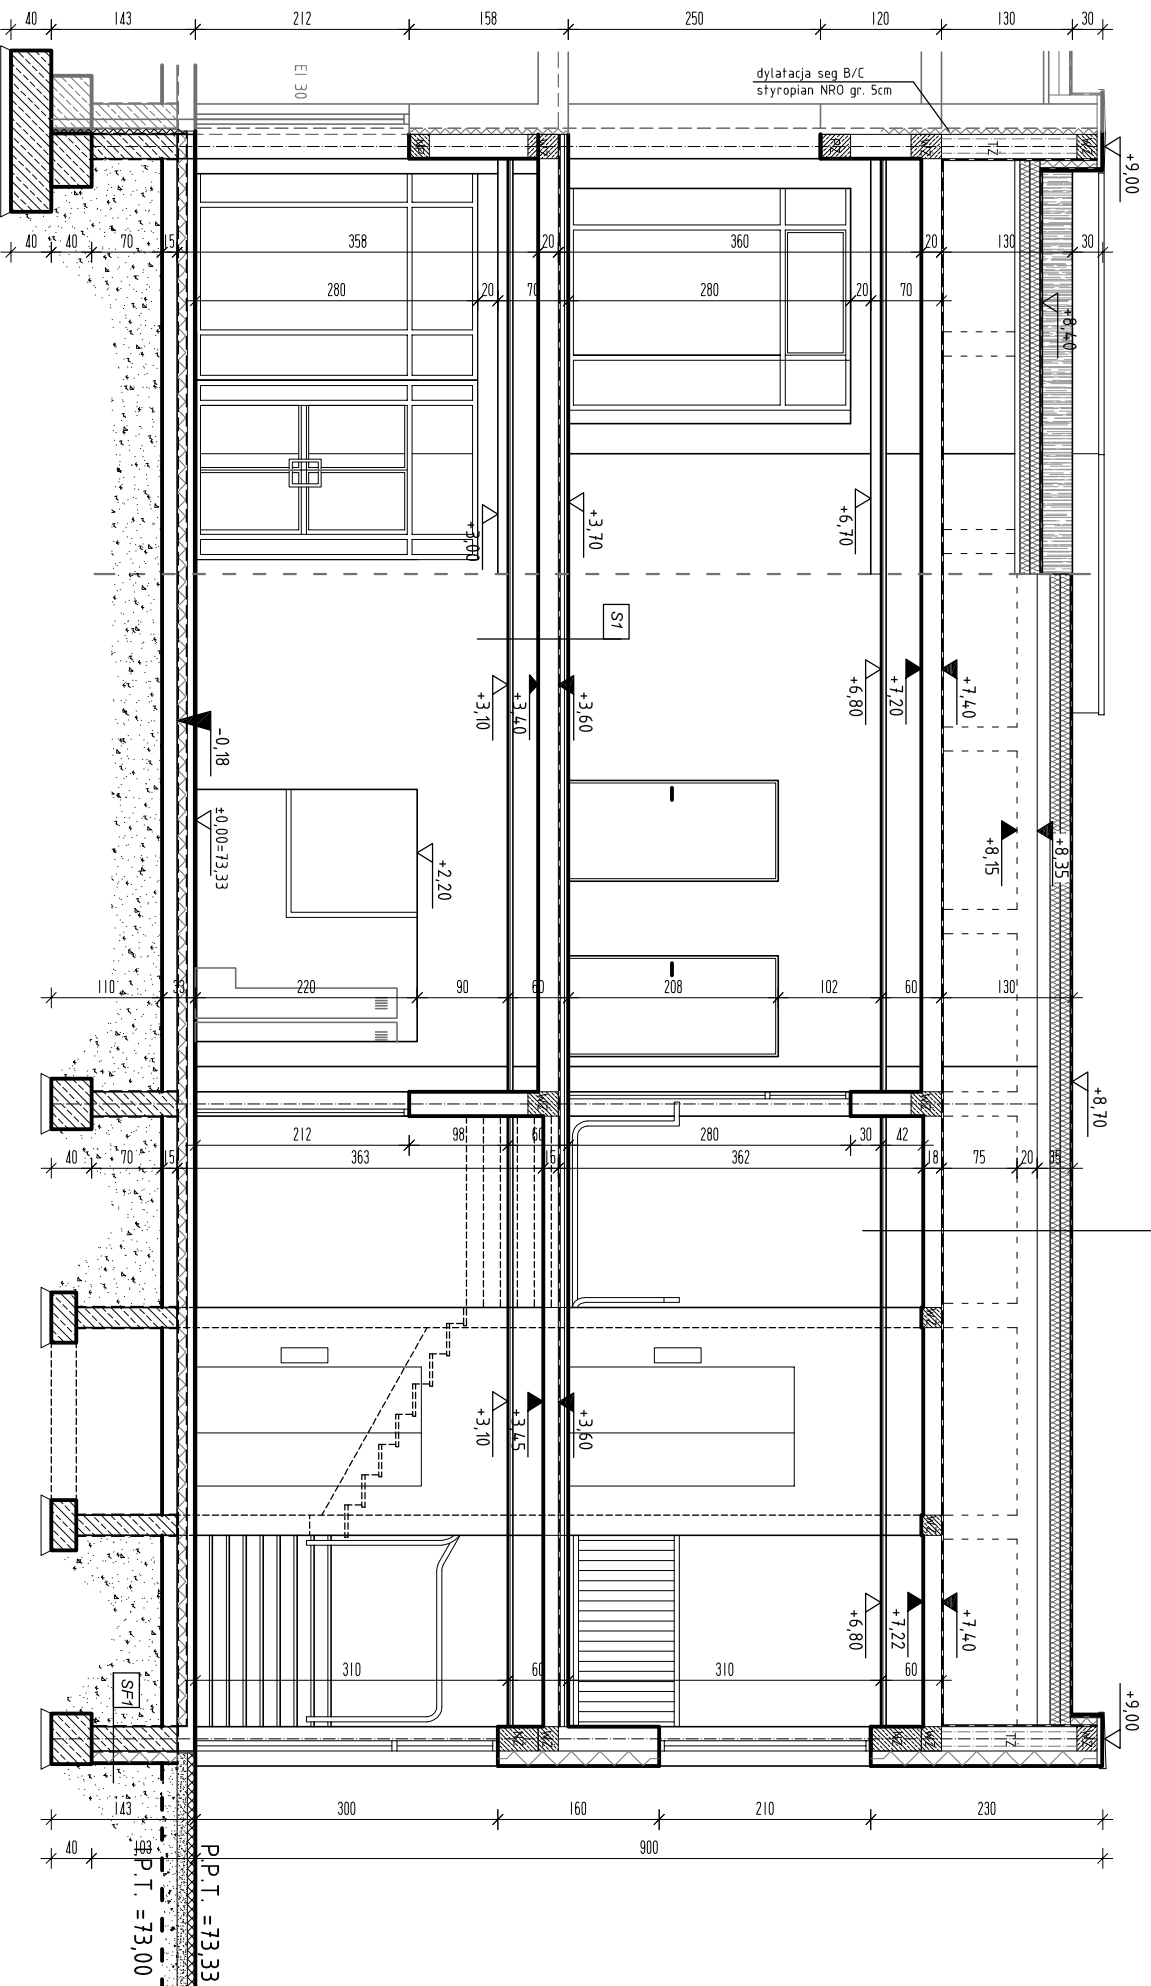 40 143 212 158 250 120 130 30
dylatacja seg B/C
styropian NRO gr. 5cm
EI 30
+9,00
TZ
40 40 70 15 358 20 360 20 130 30
280 20 70 280 20 70
+8,40
+3,00
+3,70
+6,70
S1
+3,10
+3,40
+3,60
+6,80
+7,20
+7,40
-0,18
±0,00=73,33
+2,20
+8,15
+8,35
110 33 220 90 60 208 102 60 130
+8,70
212 98 60 280 30 42
40 70 15 363 15 362 18 75 20 35
+3,10
+3,45
+3,60
+6,80
+7,22
+7,40
310 60 310 60
SF1
+9,00
TZ
143 300 160 210 230
40 103 900
P.P.T. =73,33
P.T. =73,00